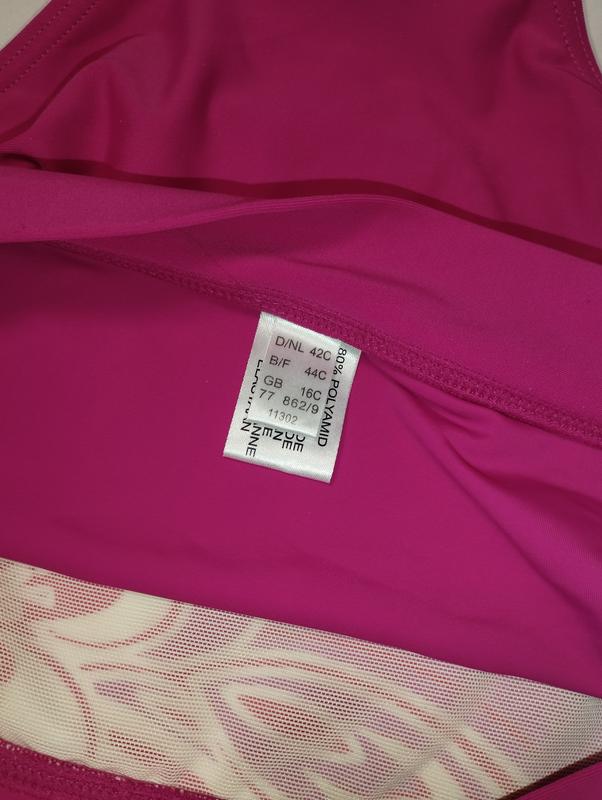 D/NL 42C
B/F 44C
GB 16C
77 862/9
11302
80% POLYAMID